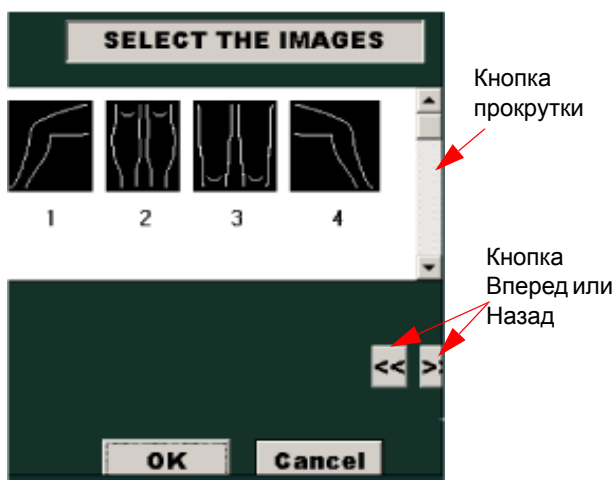 SELECT THE IMAGES
Кнопка
прокрутки
1 2 3 4
Кнопка
Вперед или
Назад
<< >>
OK Cancel